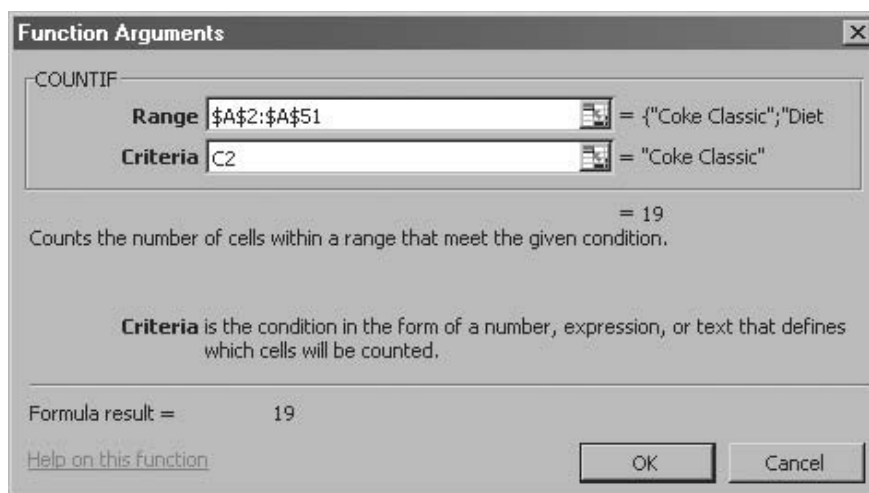 Function Arguments
COUNTIF
Range $A$2:$A$51 = {"Coke Classic";"Diet
Criteria C2 = "Coke Classic"
= 19
Counts the number of cells within a range that meet the given condition.
Criteria is the condition in the form of a number, expression, or text that defines
which cells will be counted.
Formula result = 19
Help on this function
OK Cancel